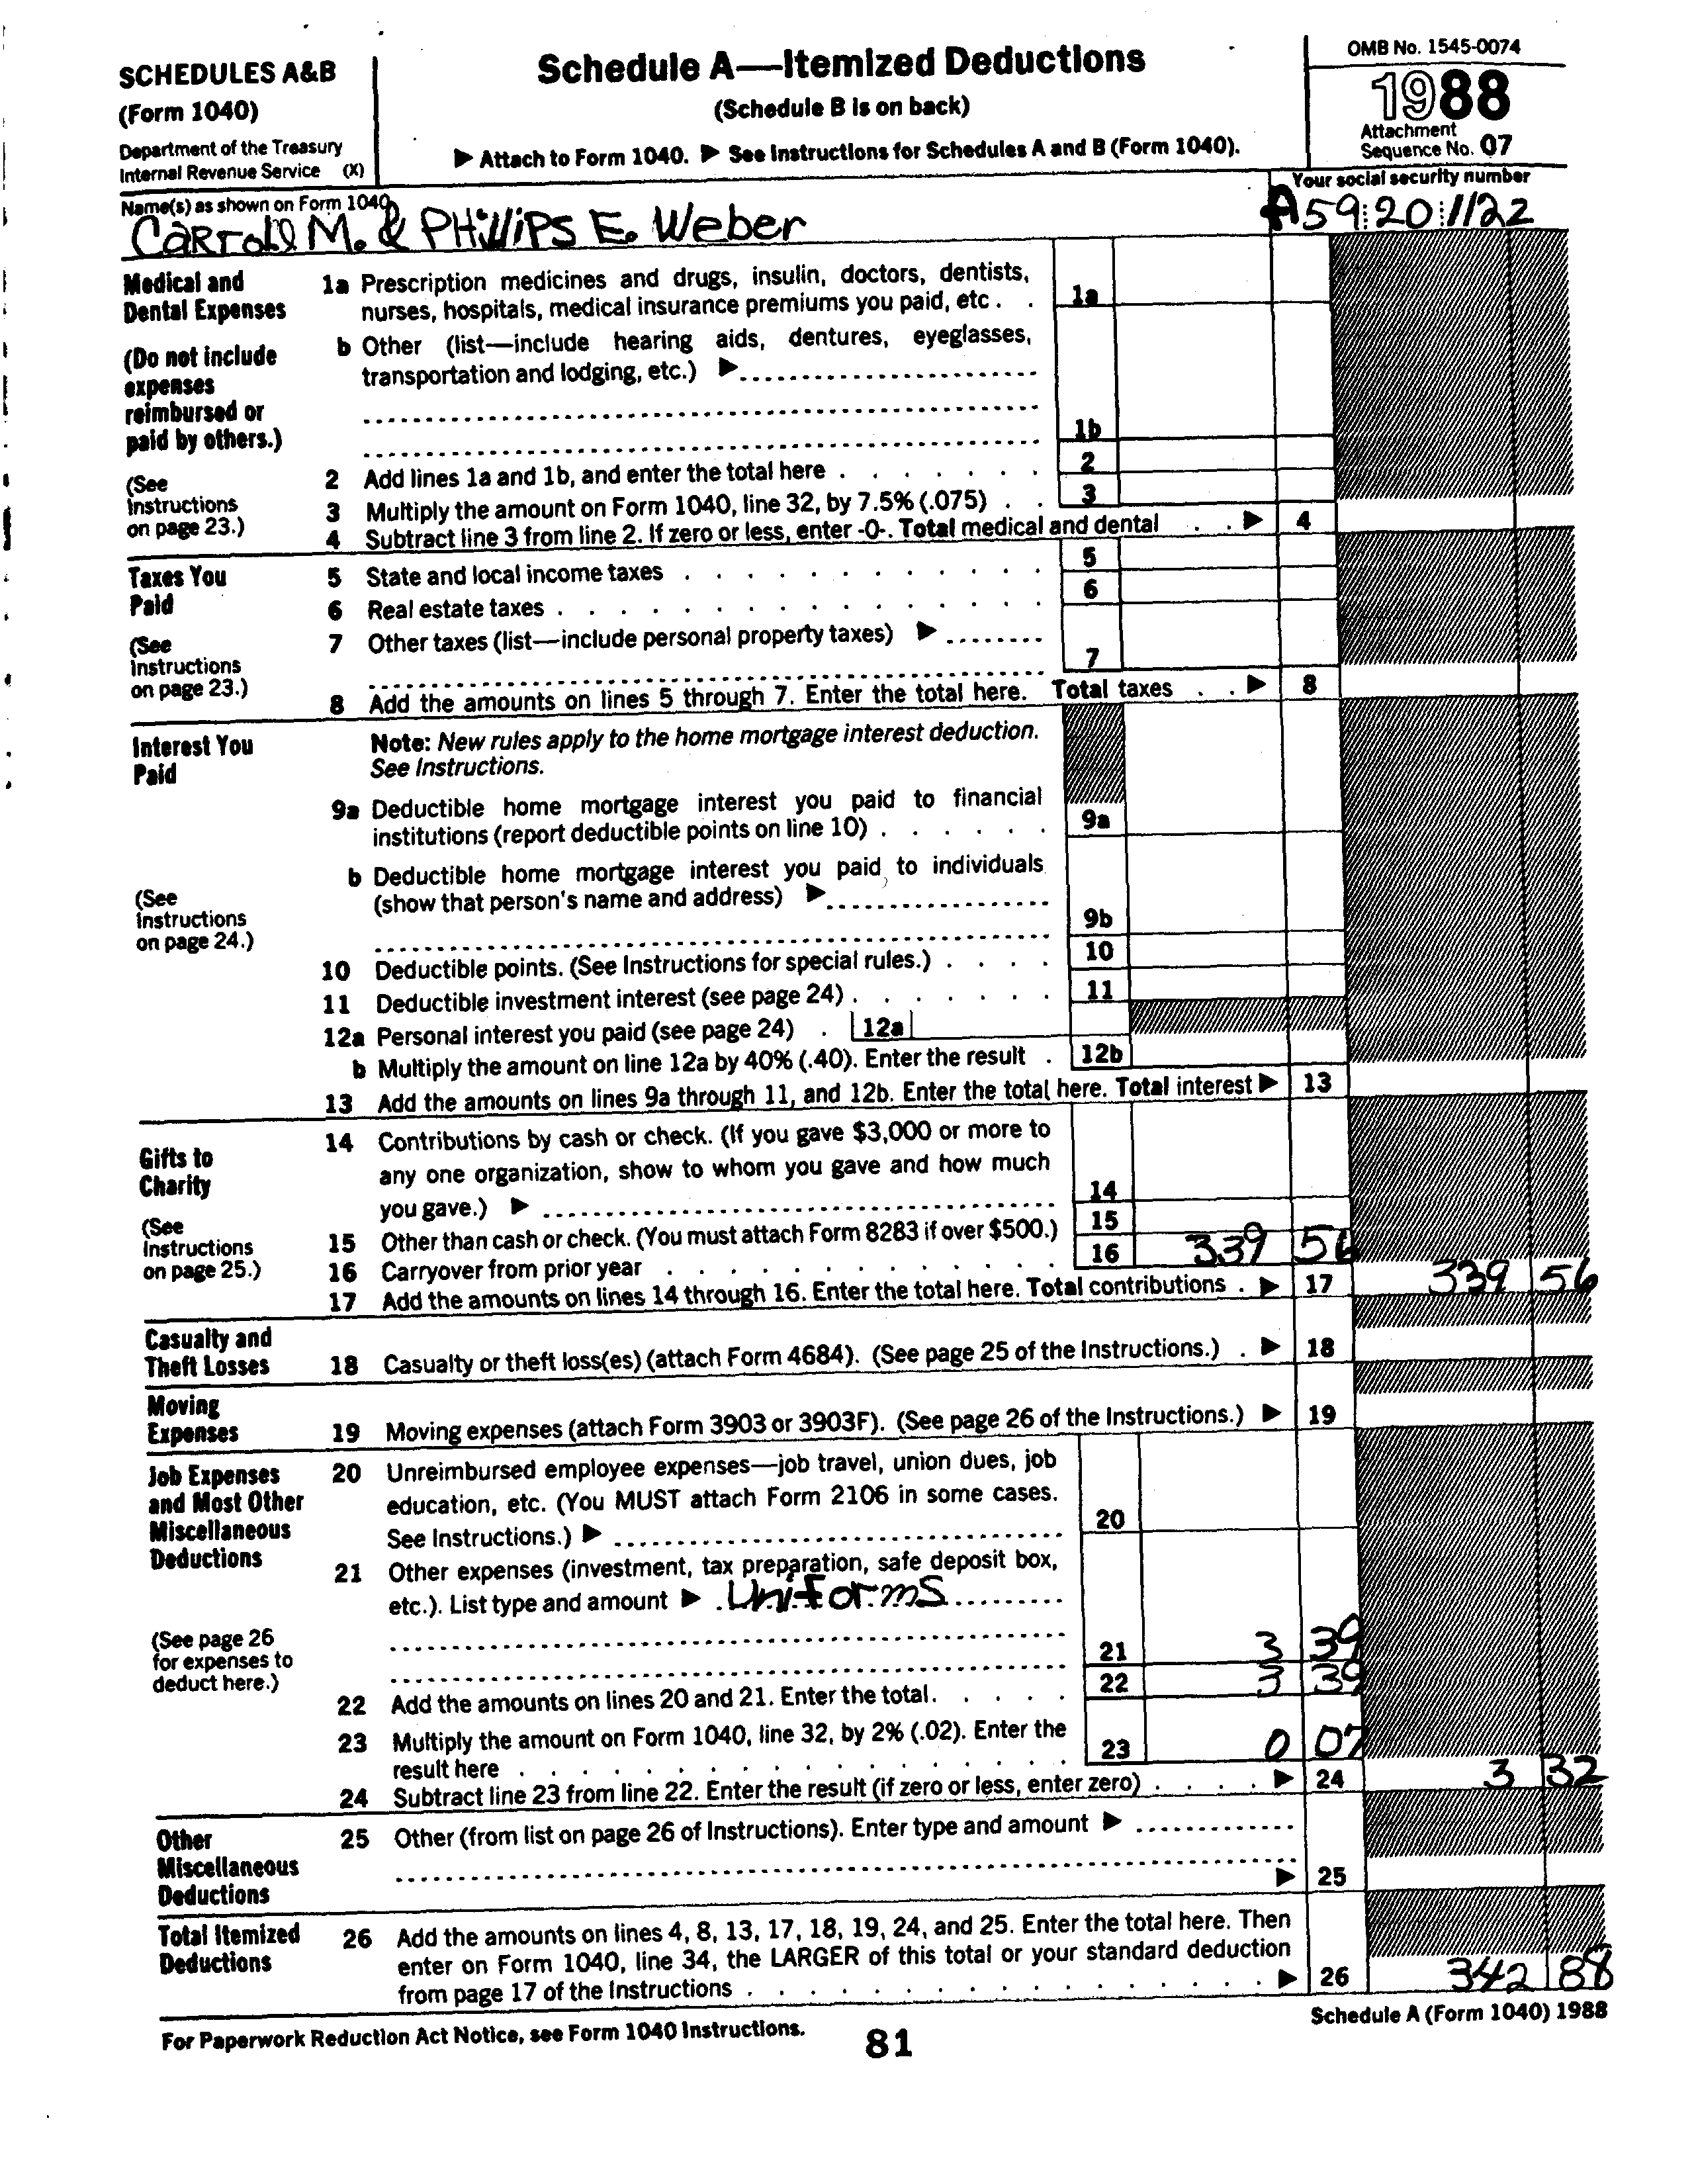 SCHEDULES A&B
(Form 1040)
Department of the Treasury
Internal Revenue Service (X)
Schedule A—Itemized Deductions
(Schedule B is on back)
▶ Attach to Form 1040. ▶ See Instructions for Schedules A and B (Form 1040).
OMB No. 1545-0074
1988
Attachment
Sequence No. 07
Name(s) as shown on Form 1040
Your social security number
Carroll M. & PHillips E. Weber
A59:20:1122
Medical and
Dental Expenses
(Do not include
expenses
reimbursed or
paid by others.)
(See
Instructions
on page 23.)
1a Prescription medicines and drugs, insulin, doctors, dentists,
nurses, hospitals, medical insurance premiums you paid, etc . . 1a
b Other (list—include hearing aids, dentures, eyeglasses,
transportation and lodging, etc.) ▶
1b
2 Add lines 1a and 1b, and enter the total here . . . . . . . 2
3 Multiply the amount on Form 1040, line 32, by 7.5% (.075) . . 3
4 Subtract line 3 from line 2. If zero or less, enter -0-. Total medical and dental . . ▶ 4
Taxes You
Paid
(See
Instructions
on page 23.)
5 State and local income taxes . . . . . . . . . . . . 5
6 Real estate taxes . . . . . . . . . . . . . . . . 6
7 Other taxes (list—include personal property taxes) ▶
7
8 Add the amounts on lines 5 through 7. Enter the total here. Total taxes . . ▶ 8
Interest You
Paid
(See
Instructions
on page 24.)
Note: New rules apply to the home mortgage interest deduction.
See Instructions.
9a Deductible home mortgage interest you paid to financial
institutions (report deductible points on line 10) . . . . . . 9a
b Deductible home mortgage interest you paid to individuals
(show that person's name and address) ▶
9b
10 Deductible points. (See Instructions for special rules.) . . . . 10
11 Deductible investment interest (see page 24) . . . . . . . 11
12a Personal interest you paid (see page 24) . 12a
b Multiply the amount on line 12a by 40% (.40). Enter the result . 12b
13 Add the amounts on lines 9a through 11, and 12b. Enter the total here. Total interest ▶ 13
Gifts to
Charity
(See
Instructions
on page 25.)
14 Contributions by cash or check. (If you gave $3,000 or more to
any one organization, show to whom you gave and how much
you gave.) ▶ 14
15 Other than cash or check. (You must attach Form 8283 if over $500.) 15
16 Carryover from prior year . . . . . . . . . . . . . 16 339 56
17 Add the amounts on lines 14 through 16. Enter the total here. Total contributions . ▶ 17 339 56
Casualty and
Theft Losses
18 Casualty or theft loss(es) (attach Form 4684). (See page 25 of the Instructions.) . ▶ 18
Moving
Expenses
19 Moving expenses (attach Form 3903 or 3903F). (See page 26 of the Instructions.) ▶ 19
Job Expenses
and Most Other
Miscellaneous
Deductions
(See page 26
for expenses to
deduct here.)
20 Unreimbursed employee expenses—job travel, union dues, job
education, etc. (You MUST attach Form 2106 in some cases.
See Instructions.) ▶ 20
21 Other expenses (investment, tax preparation, safe deposit box,
etc.). List type and amount ▶ Uniforms
21 3 39
22 Add the amounts on lines 20 and 21. Enter the total. . . . . 22 3 39
23 Multiply the amount on Form 1040, line 32, by 2% (.02). Enter the
result here . . . . . . . . . . . . . . . . . 23 0 07
24 Subtract line 23 from line 22. Enter the result (if zero or less, enter zero) . . . . ▶ 24 3 32
Other
Miscellaneous
Deductions
25 Other (from list on page 26 of Instructions). Enter type and amount ▶
▶ 25
Total Itemized
Deductions
26 Add the amounts on lines 4, 8, 13, 17, 18, 19, 24, and 25. Enter the total here. Then
enter on Form 1040, line 34, the LARGER of this total or your standard deduction
from page 17 of the Instructions . . . . . . . . . . . . . . . . . ▶ 26 342 88
For Paperwork Reduction Act Notice, see Form 1040 Instructions.
81
Schedule A (Form 1040) 1988